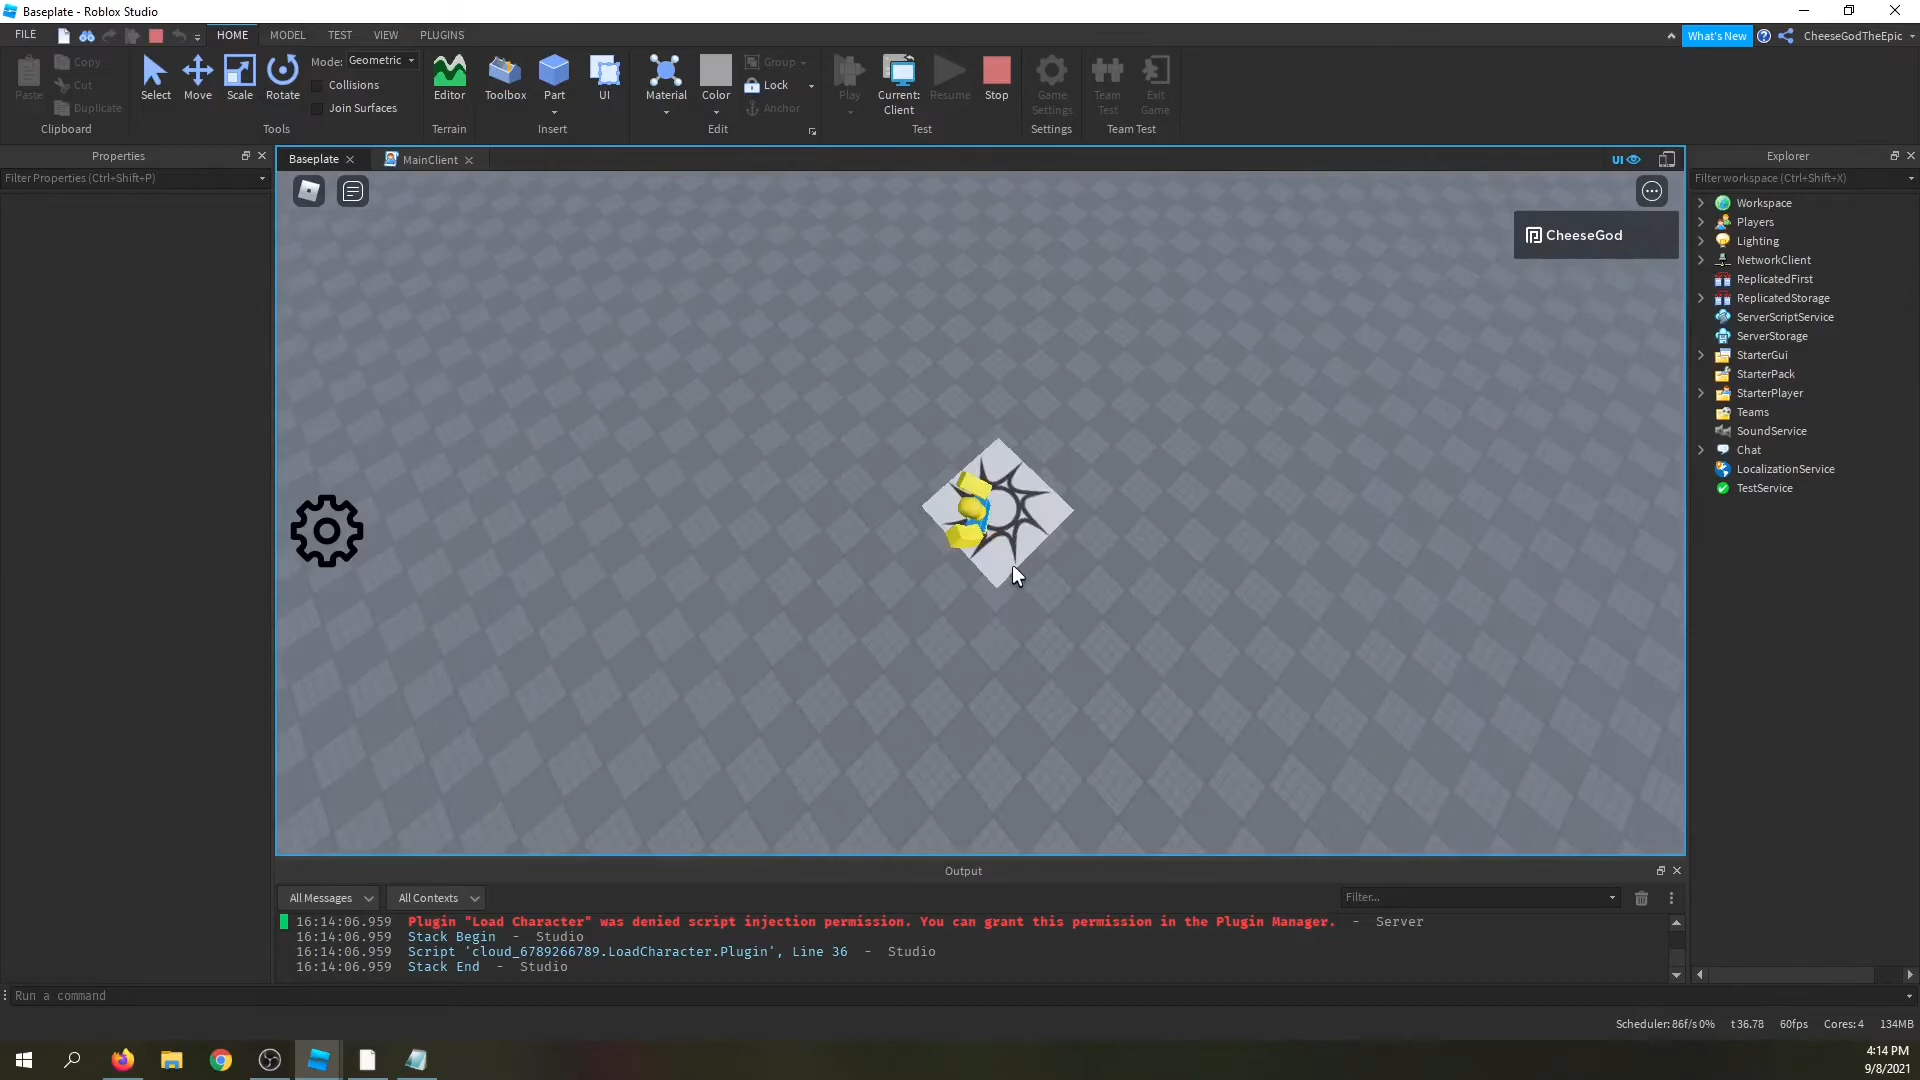 Baseplate - Roblox Studio
FILE HOME MODEL TEST VIEW PLUGINS What's New CheeseGodTheEpic
Paste Copy Cut Duplicate Clipboard
Select Move Scale Rotate Mode: Geometric Collisions Join Surfaces Tools
Editor Terrain
Toolbox Part UI Insert
Material Color Group Lock Anchor Edit
Play Current: Client Resume Stop Test
Game Settings Settings
Team Test Exit Game Team Test
Properties
Filter Properties (Ctrl+Shift+P)
Baseplate MainClient UI
CheeseGod
Explorer
Filter workspace (Ctrl+Shift+X)
Workspace
Players
Lighting
NetworkClient
ReplicatedFirst
ReplicatedStorage
ServerScriptService
ServerStorage
StarterGui
StarterPack
StarterPlayer
Teams
SoundService
Chat
LocalizationService
TestService
Output
All Messages All Contexts Filter...
16:14:06.959 Plugin "Load Character" was denied script injection permission. You can grant this permission in the Plugin Manager. - Server
16:14:06.959 Stack Begin - Studio
16:14:06.959 Script 'cloud_6789266789.LoadCharacter.Plugin', Line 36 - Studio
16:14:06.959 Stack End - Studio
Run a command
Scheduler: 86f/s 0% t 36.78 60fps Cores: 4 134MB
4:14 PM
9/8/2021